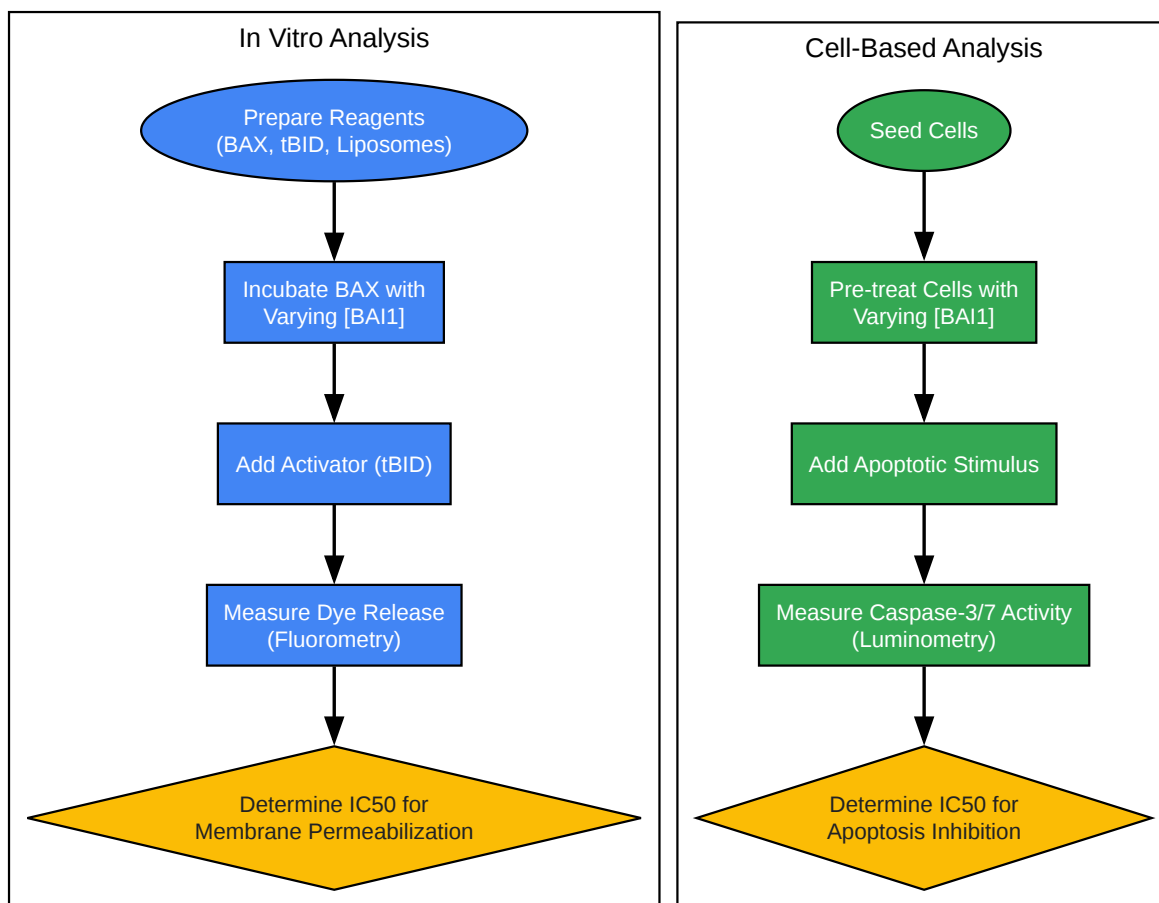 In Vitro Analysis
Prepare Reagents
(BAX, tBID, Liposomes)
Incubate BAX with
Varying [BAI1]
Add Activator (tBID)
Measure Dye Release
(Fluorometry)
Determine IC50 for
Membrane Permeabilization
Cell-Based Analysis
Seed Cells
Pre-treat Cells with
Varying [BAI1]
Add Apoptotic Stimulus
Measure Caspase-3/7 Activity
(Luminometry)
Determine IC50 for
Apoptosis Inhibition